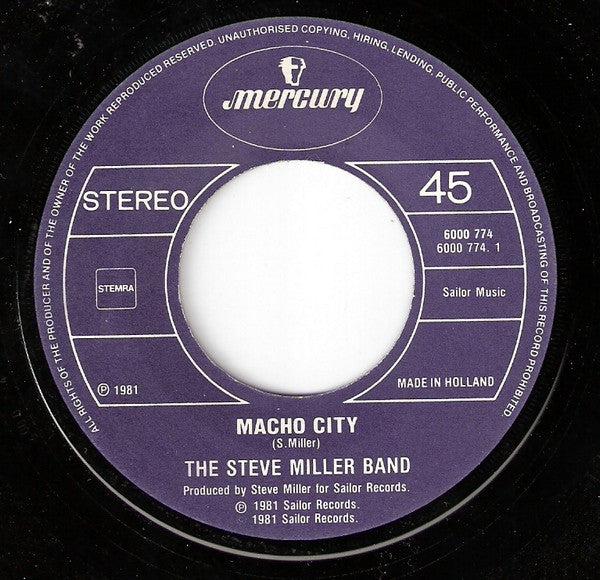 ALL RIGHTS OF THE PRODUCER AND OF THE OWNER OF THE WORK REPRODUCED RESERVED. UNAUTHORISED COPYING, HIRING, LENDING, PUBLIC PERFORMANCE AND BROADCASTING OF THIS RECORD PROHIBITED.
mercury
STEREO
45
6000 774
6000 774. 1
STEMRA
Sailor Music
℗ 1981
MADE IN HOLLAND
MACHO CITY
(S. Miller)
THE STEVE MILLER BAND
Produced by Steve Miller for Sailor Records.
℗ 1981 Sailor Records.
1981 Sailor Records.